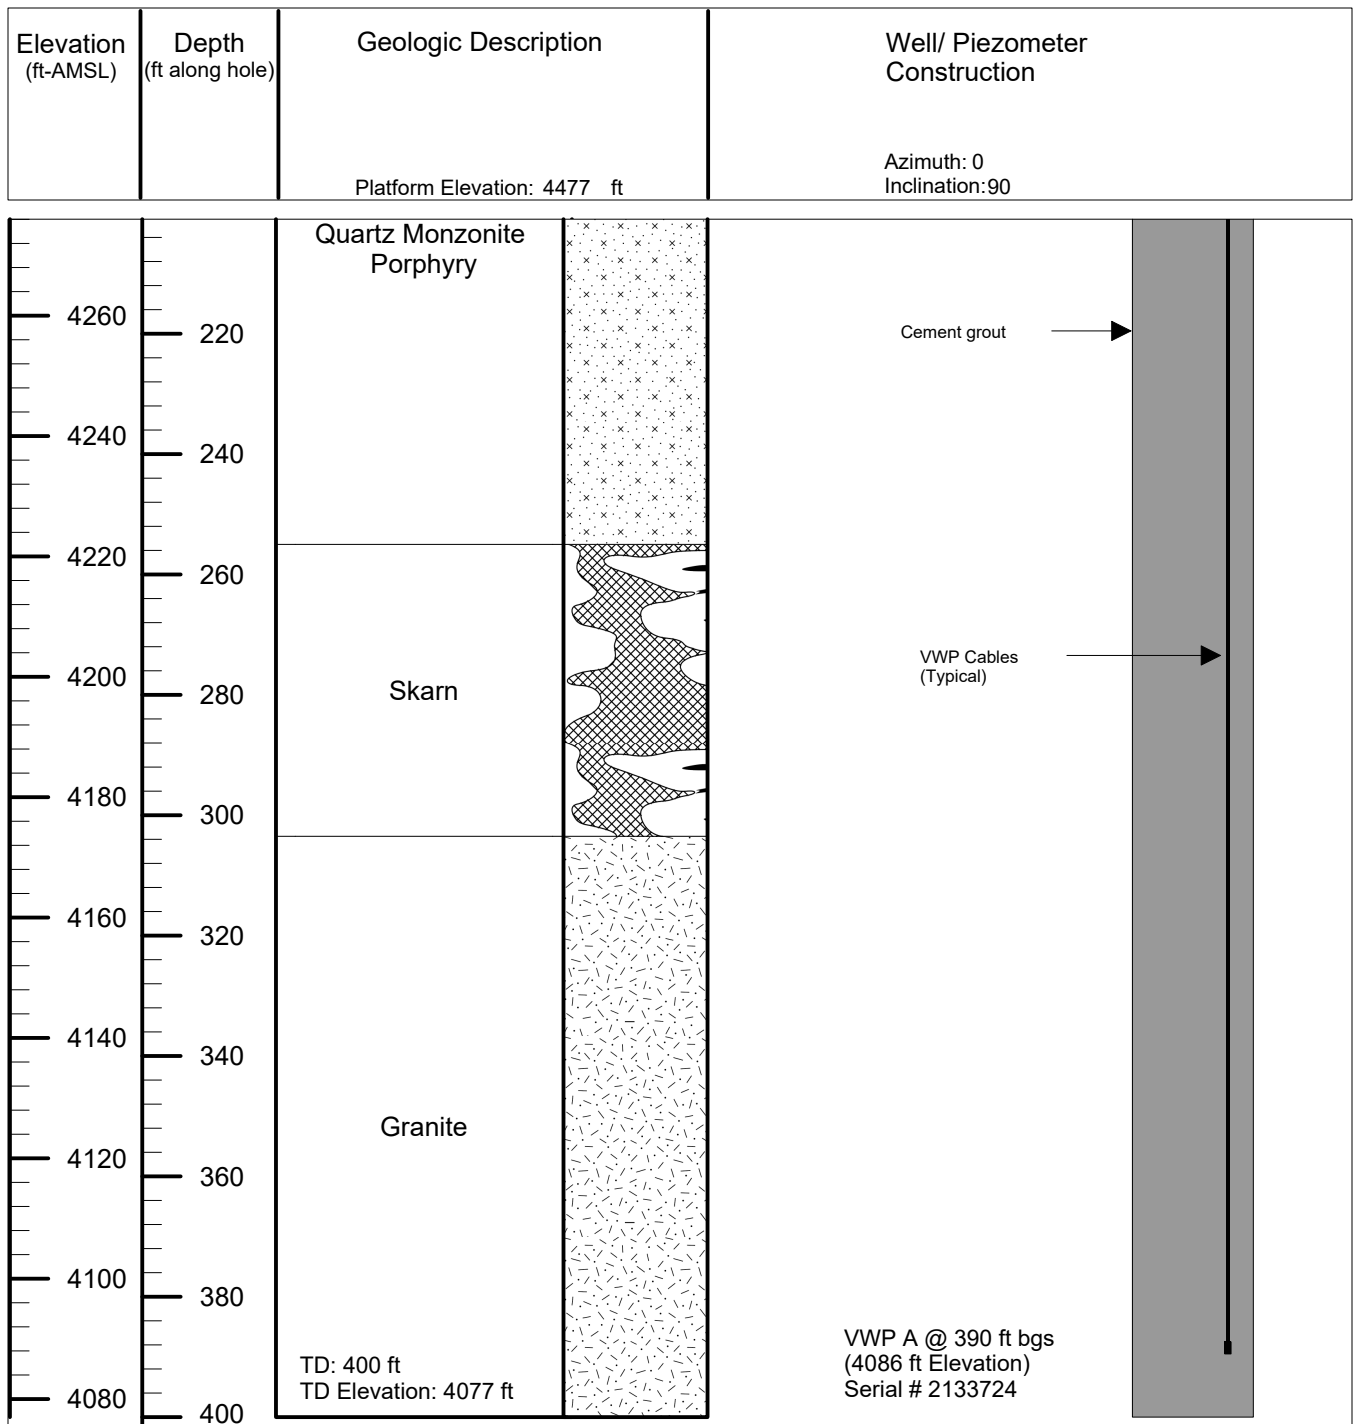 Elevation
(ft-AMSL)
Depth
(ft along hole)
Geologic Description
Platform Elevation: 4477 ft
Well/ Piezometer
Construction
Azimuth: 0
Inclination:90
4260
4240
4220
4200
4180
4160
4140
4120
4100
4080
220
240
260
280
300
320
340
360
380
400
Quartz Monzonite
Porphyry
Skarn
Granite
TD: 400 ft
TD Elevation: 4077 ft
Cement grout
VWP Cables
(Typical)
VWP A @ 390 ft bgs
(4086 ft Elevation)
Serial # 2133724